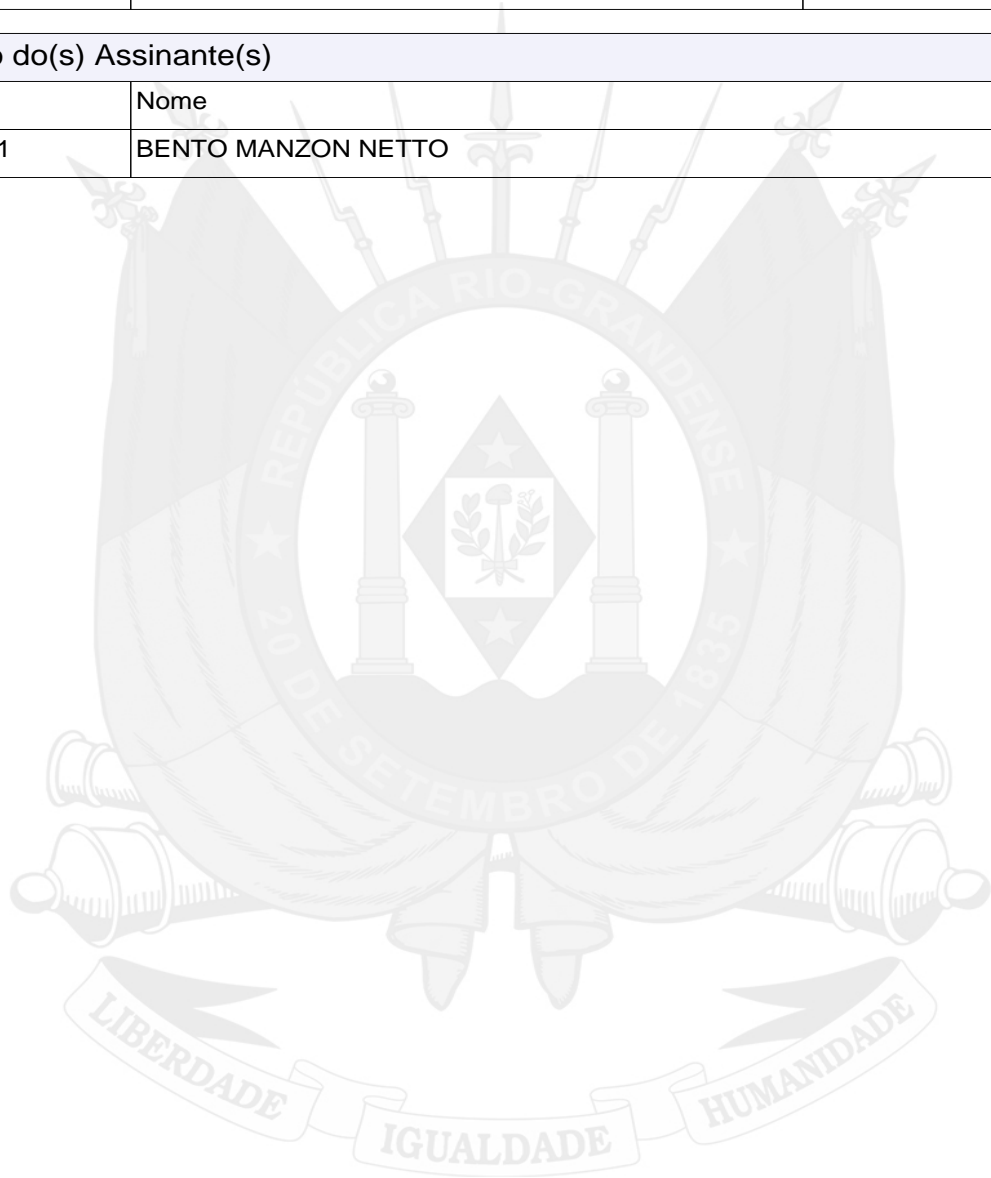 o do(s) Assinante(s)
Nome
1 BENTO MANZON NETTO
REPÚBLICA RIO-GRANDENSE
20 DE SETEMBRO DE 1835
LIBERDADE IGUALDADE HUMANIDADE